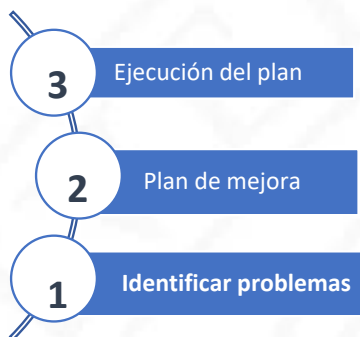 3
Ejecución del plan
2
Plan de mejora
1
Identificar problemas